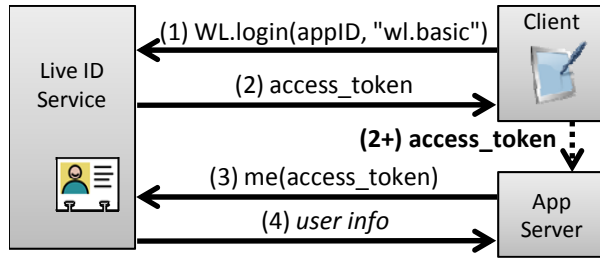 (1) WL.login(appID, "wl.basic")
Client
Live ID
Service
(2) access_token
(2+) access_token
(3) me(access_token)
App
Server
(4) user info